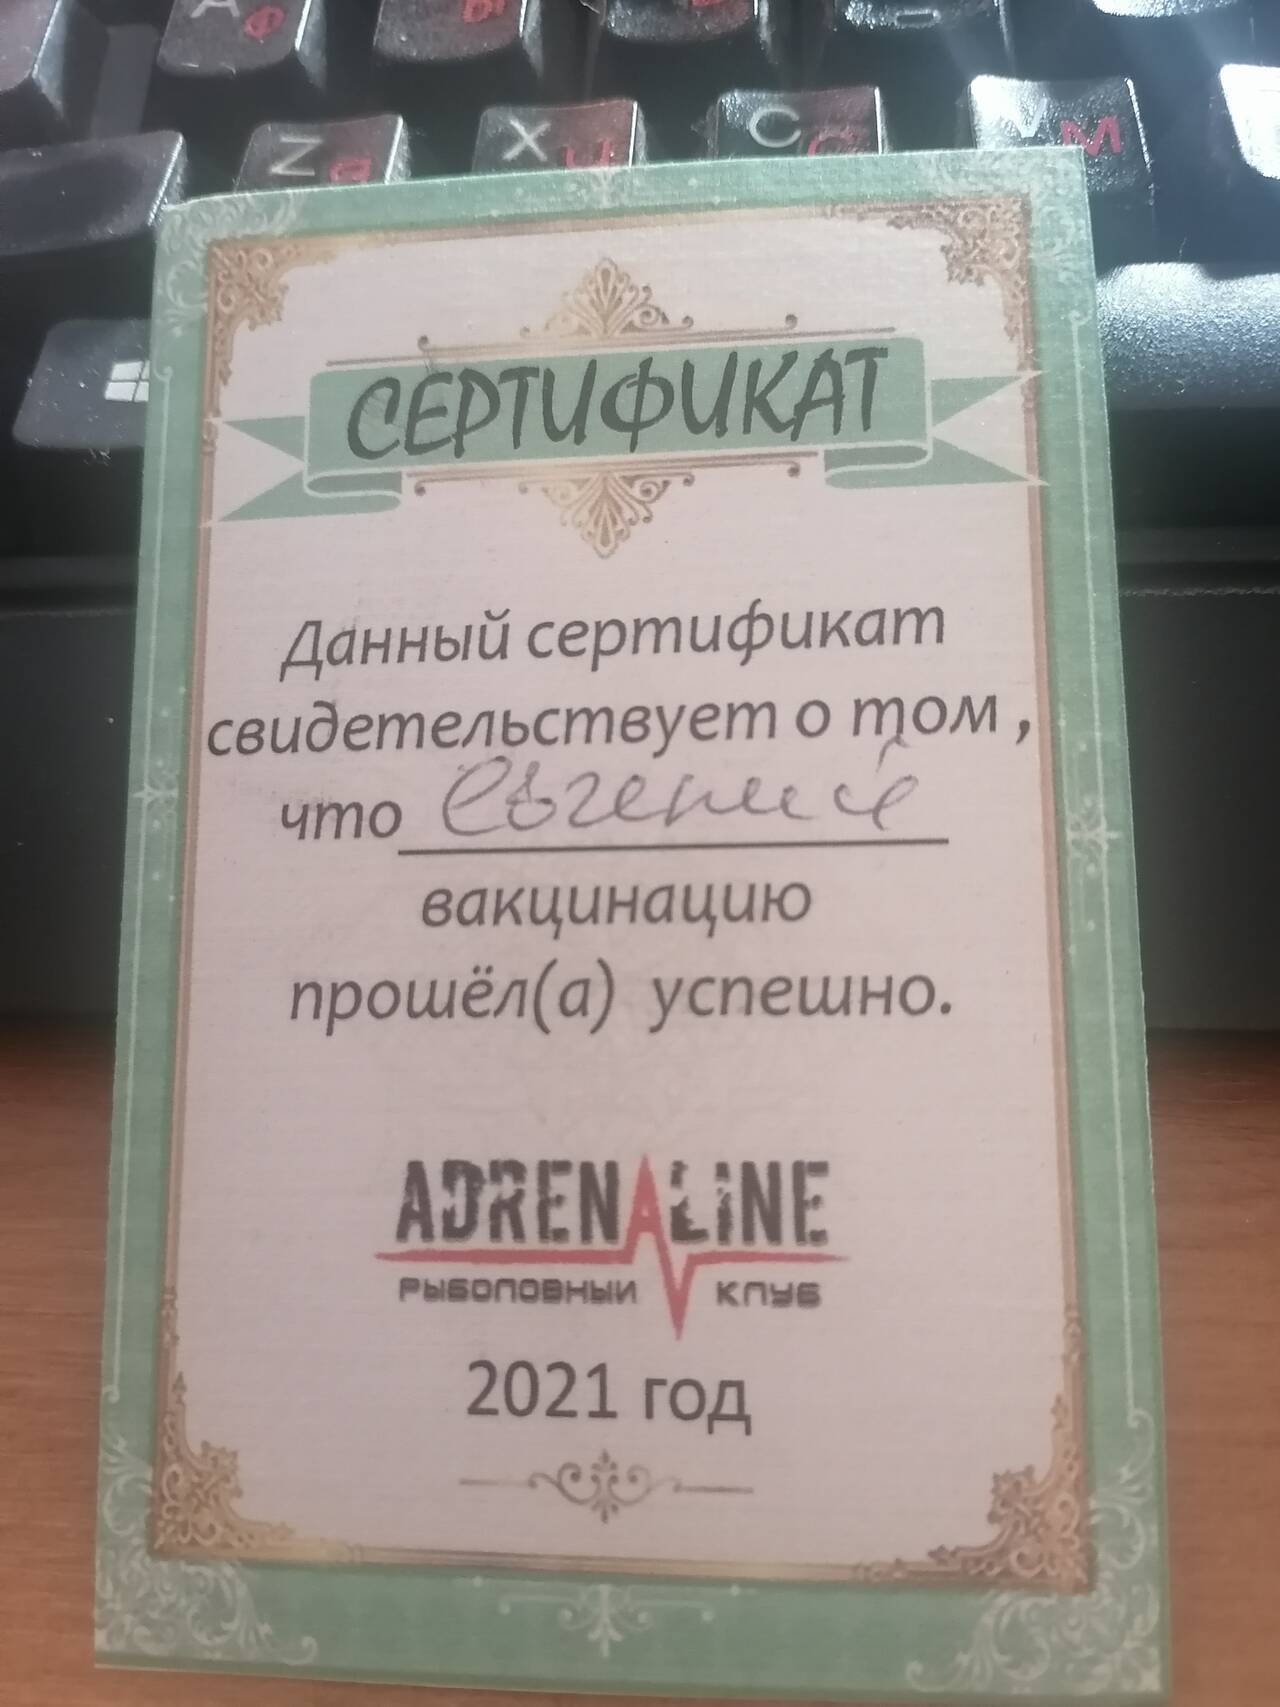 A Ф
Ы
Z Я X Ч C С V М
СЕРТИФИКАТ
Данный сертификат
свидетельствует о том ,
что Евгений
вакцинацию
прошёл(а) успешно.
ADRENALINE
РЫБОЛОВНЫЙ КЛУБ
2021 год